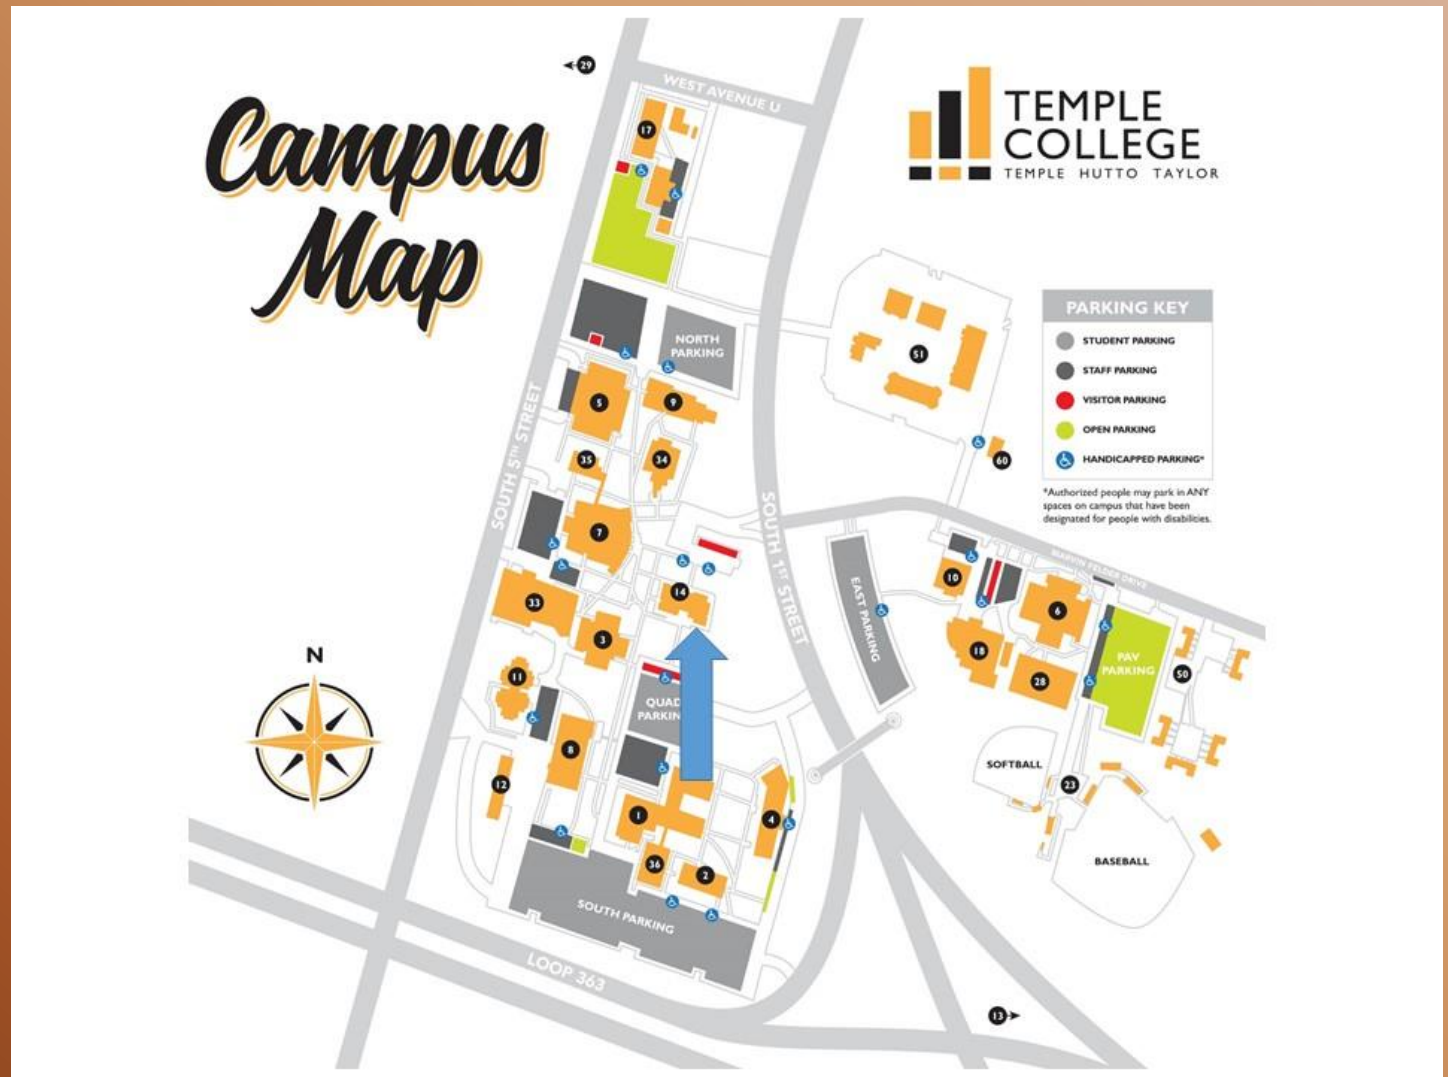 Campus
Map
29
WEST AVENUE U
TEMPLE
COLLEGE
TEMPLE HUTTO TAYLOR
17
NORTH
PARKING
51
PARKING KEY
STUDENT PARKING
STAFF PARKING
VISITOR PARKING
OPEN PARKING
HANDICAPPED PARKING*
*Authorized people may park in ANY
spaces on campus that have been
designated for people with disabilities.
5
9
35
34
60
SOUTH 5TH STREET
SOUTH 1ST STREET
7
MARVIN FELDER DRIVE
33
14
3
EAST PARKING
10
6
18
28
PAV
PARKING
50
N
11
QUAD
PARKIN
8
12
SOFTBALL
23
BASEBALL
1
4
36
2
SOUTH PARKING
LOOP 363
13